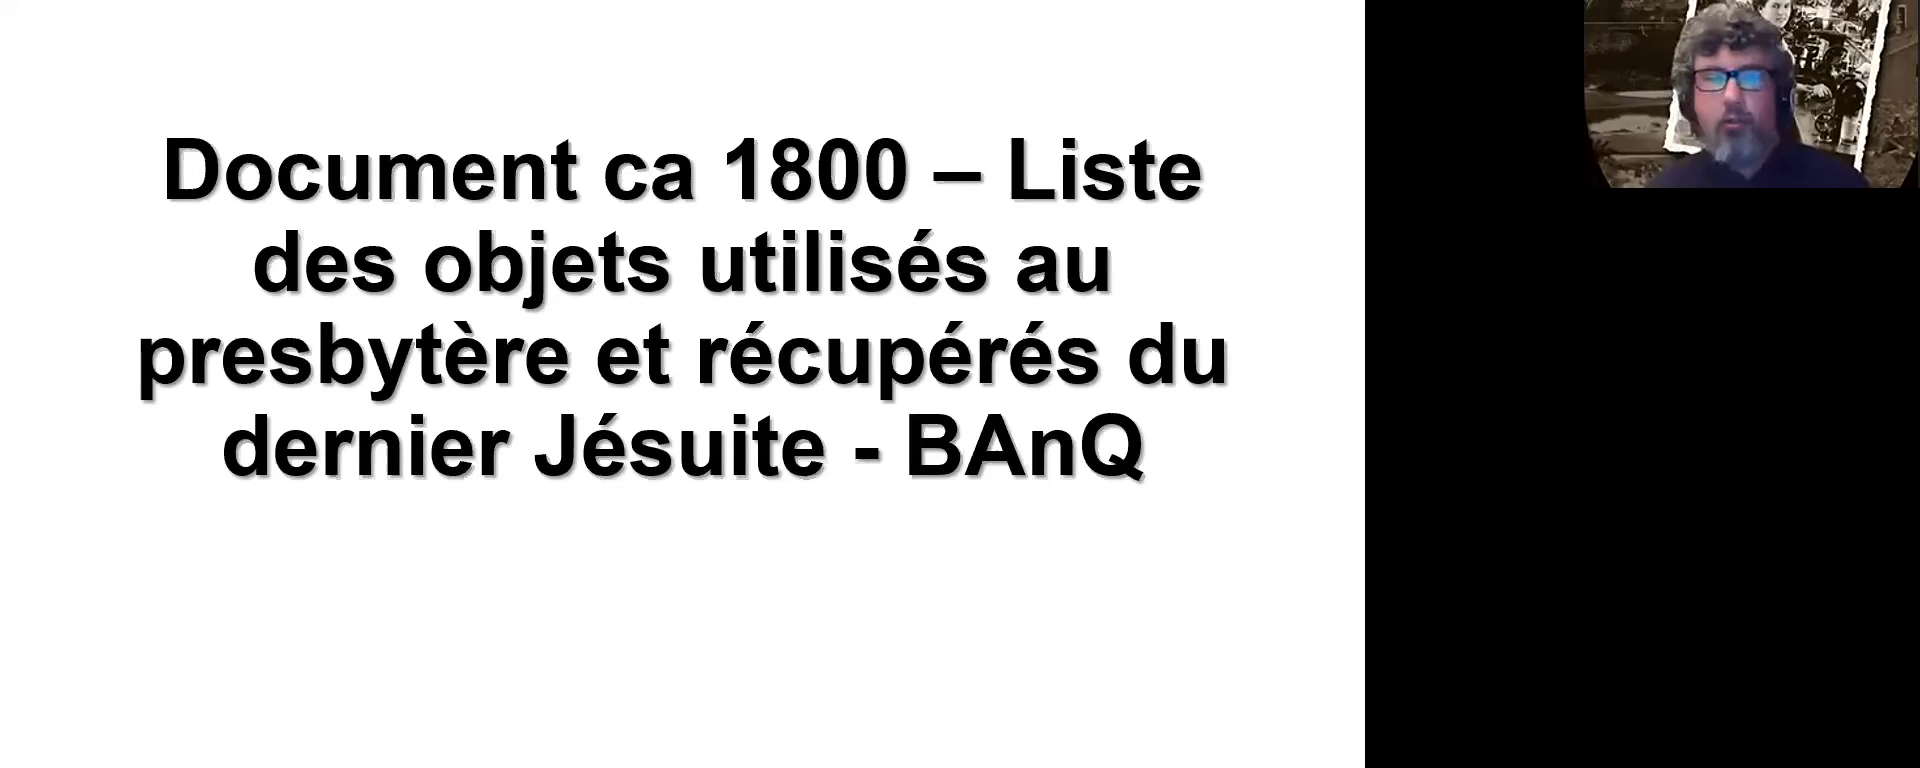 Document ca 1800 – Liste
des objets utilisés au
presbytère et récupérés du
dernier Jésuite - BAnQ